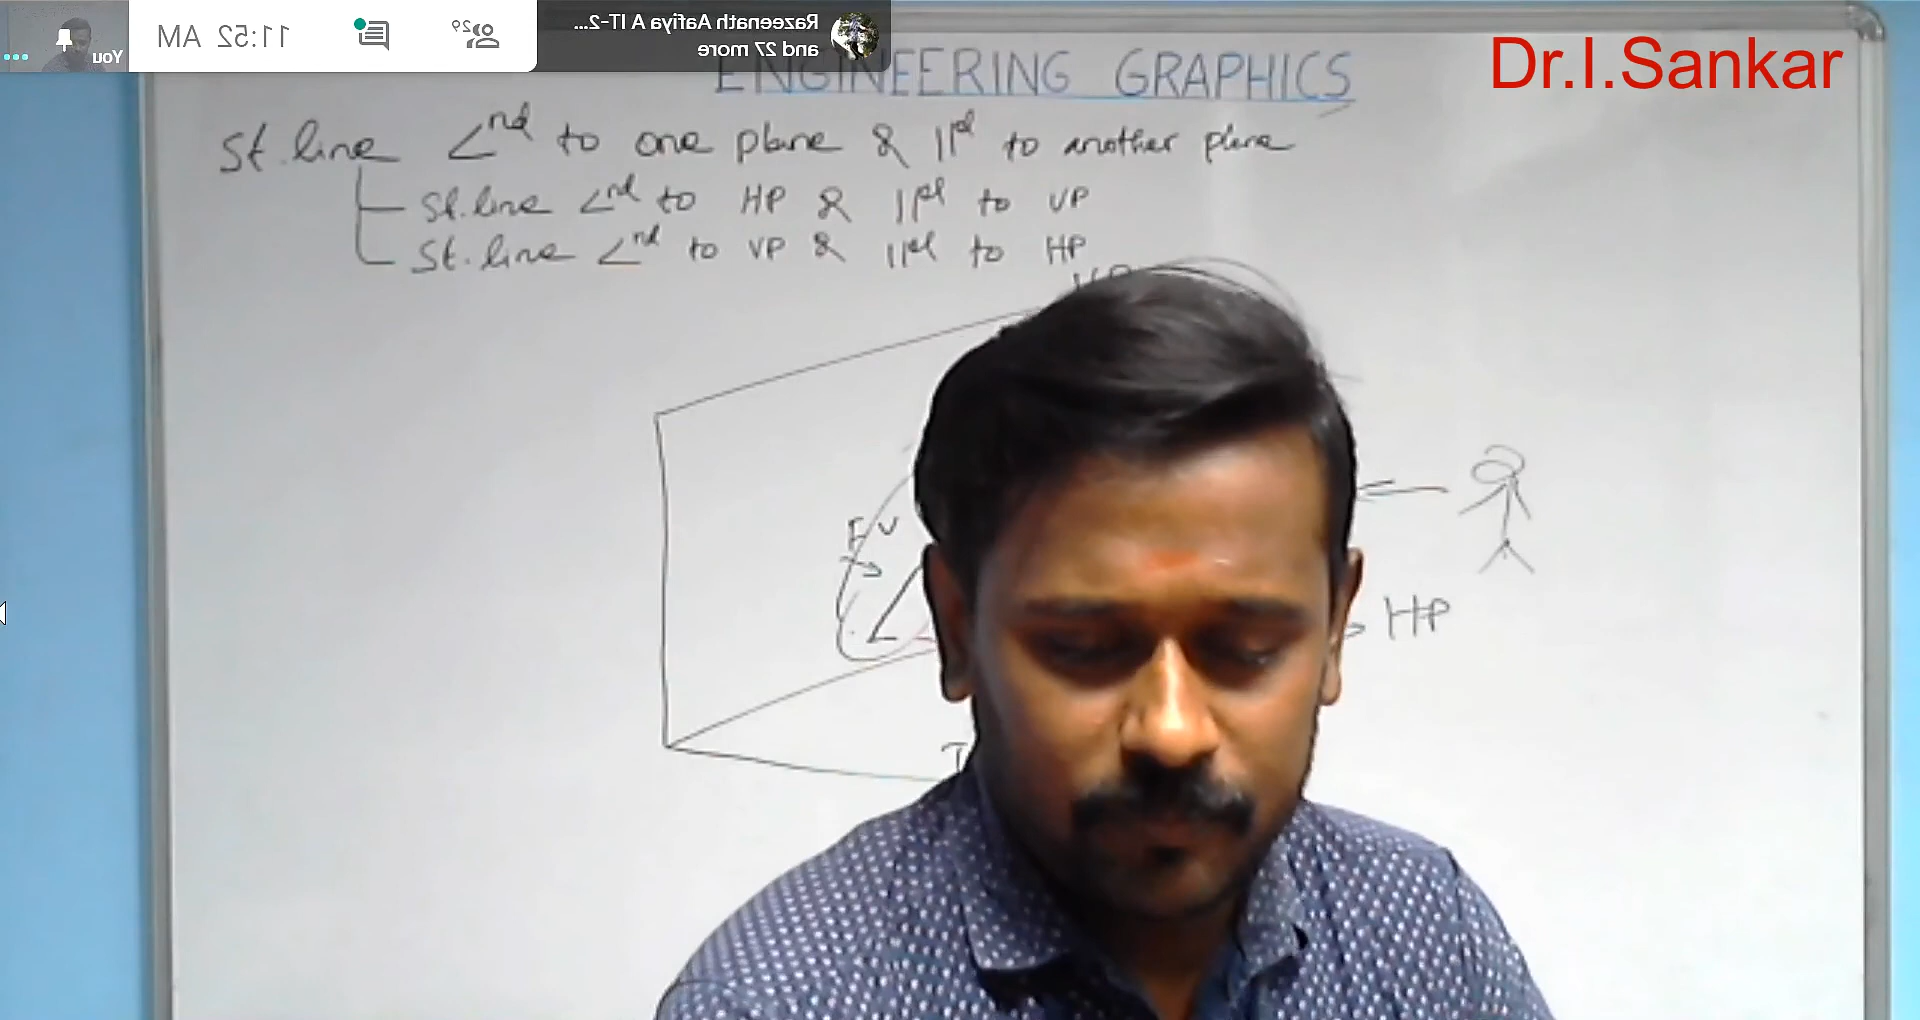 You
11:52 AM
29
Razeenath Aafiya A IT-2...
and 27 more
Dr.I.Sankar
ENGINEERING GRAPHICS
St. line ∠nd to one plane & ||el to another plane
St. line ∠nd to HP & ||el to VP
St. line ∠nd to VP & ||el to HP
FV
HP